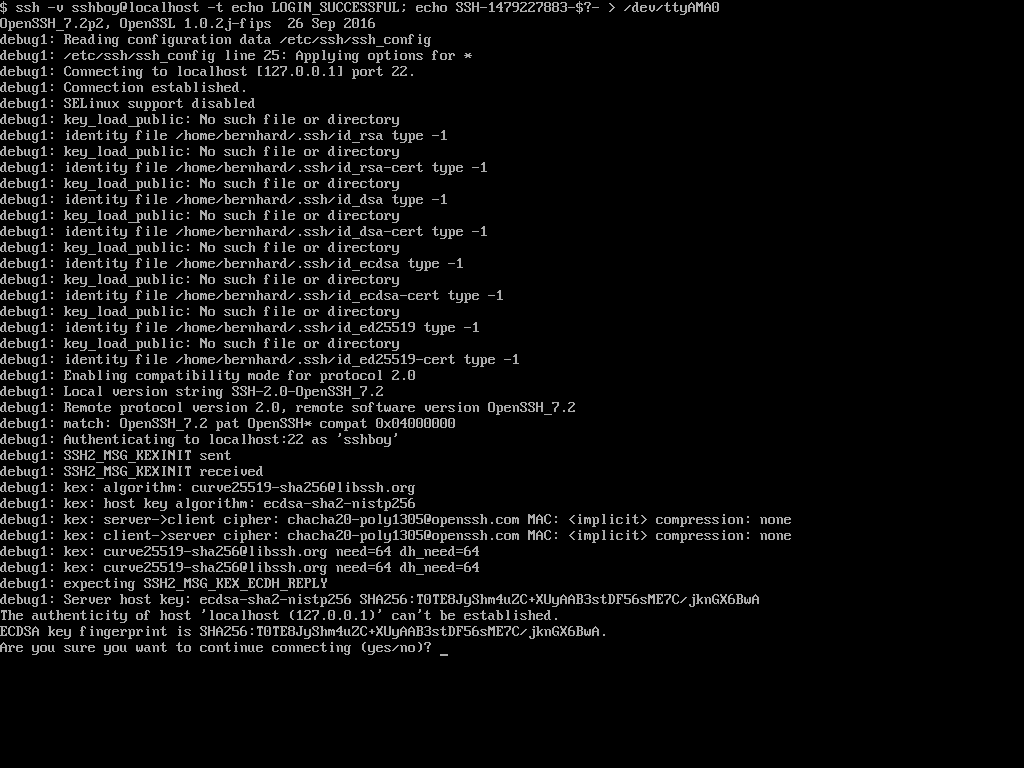 $ ssh -v sshboy@localhost -t echo LOGIN_SUCCESSFUL; echo SSH-1479227883-$?- > /dev/ttyAMA0
OpenSSH_7.2p2, OpenSSL 1.0.2j-fips  26 Sep 2016
debug1: Reading configuration data /etc/ssh/ssh_config
debug1: /etc/ssh/ssh_config line 25: Applying options for *
debug1: Connecting to localhost [127.0.0.1] port 22.
debug1: Connection established.
debug1: SELinux support disabled
debug1: key_load_public: No such file or directory
debug1: identity file /home/bernhard/.ssh/id_rsa type -1
debug1: key_load_public: No such file or directory
debug1: identity file /home/bernhard/.ssh/id_rsa-cert type -1
debug1: key_load_public: No such file or directory
debug1: identity file /home/bernhard/.ssh/id_dsa type -1
debug1: key_load_public: No such file or directory
debug1: identity file /home/bernhard/.ssh/id_dsa-cert type -1
debug1: key_load_public: No such file or directory
debug1: identity file /home/bernhard/.ssh/id_ecdsa type -1
debug1: key_load_public: No such file or directory
debug1: identity file /home/bernhard/.ssh/id_ecdsa-cert type -1
debug1: key_load_public: No such file or directory
debug1: identity file /home/bernhard/.ssh/id_ed25519 type -1
debug1: key_load_public: No such file or directory
debug1: identity file /home/bernhard/.ssh/id_ed25519-cert type -1
debug1: Enabling compatibility mode for protocol 2.0
debug1: Local version string SSH-2.0-OpenSSH_7.2
debug1: Remote protocol version 2.0, remote software version OpenSSH_7.2
debug1: match: OpenSSH_7.2 pat OpenSSH* compat 0x04000000
debug1: Authenticating to localhost:22 as 'sshboy'
debug1: SSH2_MSG_KEXINIT sent
debug1: SSH2_MSG_KEXINIT received
debug1: kex: algorithm: curve25519-sha256@libssh.org
debug1: kex: host key algorithm: ecdsa-sha2-nistp256
debug1: kex: server->client cipher: chacha20-poly1305@openssh.com MAC: <implicit> compression: none
debug1: kex: client->server cipher: chacha20-poly1305@openssh.com MAC: <implicit> compression: none
debug1: kex: curve25519-sha256@libssh.org need=64 dh_need=64
debug1: kex: curve25519-sha256@libssh.org need=64 dh_need=64
debug1: expecting SSH2_MSG_KEX_ECDH_REPLY
debug1: Server host key: ecdsa-sha2-nistp256 SHA256:T0TE8JyShm4uZC+XUyAAB3stDF56sME7C/jknGX6BwA
The authenticity of host 'localhost (127.0.0.1)' can't be established.
ECDSA key fingerprint is SHA256:T0TE8JyShm4uZC+XUyAAB3stDF56sME7C/jknGX6BwA.
Are you sure you want to continue connecting (yes/no)? _